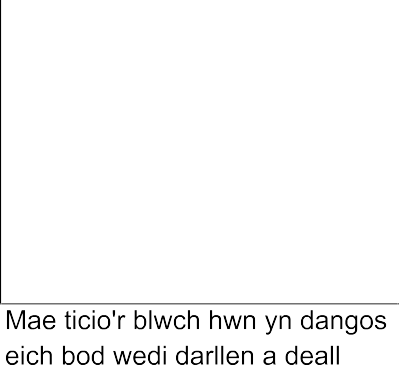 Mae ticio'r blwch hwn yn dangos
eich bod wedi darllen a deall